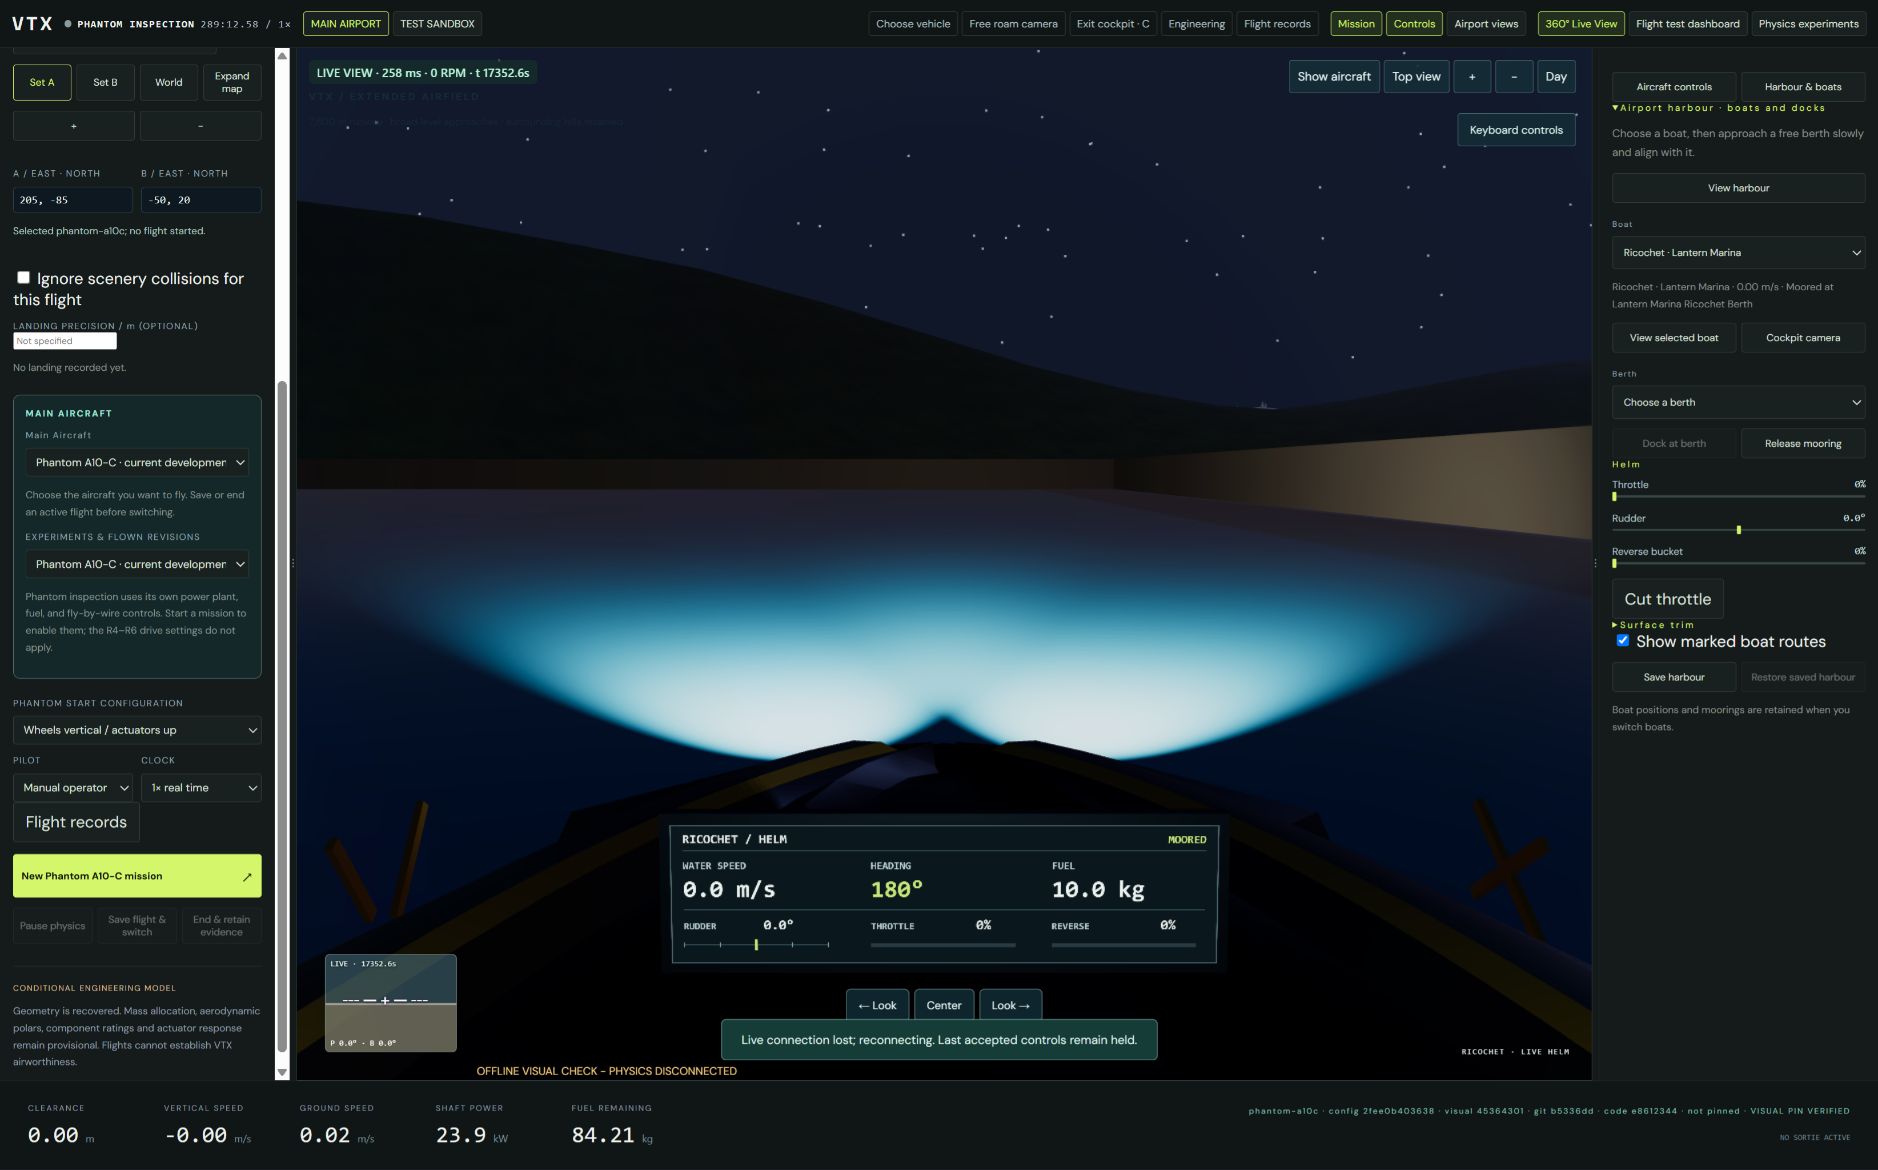 VTX PHANTOM INSPECTION 289:12.58 / 1×
MAIN AIRPORT
TEST SANDBOX
Choose vehicle
Free roam camera
Exit cockpit · C
Engineering
Flight records
Mission
Controls
Airport views
360° Live View
Flight test dashboard
Physics experiments
Set A
Set B
World
Expand map
+
−
A / EAST · NORTH
B / EAST · NORTH
205, -85
-50, 20
Selected phantom-a10c; no flight started.
Ignore scenery collisions for
this flight
LANDING PRECISION / m (OPTIONAL)
Not specified
No landing recorded yet.
MAIN AIRCRAFT
Main Aircraft
Phantom A10-C · current developmen
Choose the aircraft you want to fly. Save or end
an active flight before switching.
EXPERIMENTS & FLOWN REVISIONS
Phantom A10-C · current developmen
Phantom inspection uses its own power plant,
fuel, and fly-by-wire controls. Start a mission to
enable them; the R4–R6 drive settings do not
apply.
PHANTOM START CONFIGURATION
Wheels vertical / actuators up
PILOT
CLOCK
Manual operator
1× real time
Flight records
New Phantom A10-C mission ↗
Pause physics
Save flight & switch
End & retain evidence
CONDITIONAL ENGINEERING MODEL
Geometry is recovered. Mass allocation, aerodynamic
polars, component ratings and actuator response
remain provisional. Flights cannot establish VTX
airworthiness.
LIVE VIEW · 258 ms · 0 RPM · t 17352.6s
VTX / EXTENDED AIRFIELD
Show aircraft
Top view
+
−
Day
Keyboard controls
RICOCHET / HELM
MOORED
WATER SPEED
HEADING
FUEL
0.0 m/s
180°
10.0 kg
RUDDER 0.0°
THROTTLE 0%
REVERSE 0%
LIVE · 17352.6s
P 0.0° · B 0.0°
← Look
Center
Look →
Live connection lost; reconnecting. Last accepted controls remain held.
RICOCHET · LIVE HELM
OFFLINE VISUAL CHECK – PHYSICS DISCONNECTED
Aircraft controls
Harbour & boats
▼Airport harbour · boats and docks
Choose a boat, then approach a free berth slowly
and align with it.
View harbour
Boat
Ricochet · Lantern Marina
Ricochet · Lantern Marina · 0.00 m/s · Moored at
Lantern Marina Ricochet Berth
View selected boat
Cockpit camera
Berth
Choose a berth
Dock at berth
Release mooring
Helm
Throttle 0%
Rudder 0.0°
Reverse bucket 0%
Cut throttle
▶Surface trim
Show marked boat routes
Save harbour
Restore saved harbour
Boat positions and moorings are retained when you
switch boats.
CLEARANCE
VERTICAL SPEED
GROUND SPEED
SHAFT POWER
FUEL REMAINING
0.00 m
-0.00 m/s
0.02 m/s
23.9 kW
84.21 kg
phantom-a10c · config 2fee0b403638 · visual 45364301 · git b5336dd · code e8612344 · not pinned · VISUAL PIN VERIFIED
NO SORTIE ACTIVE